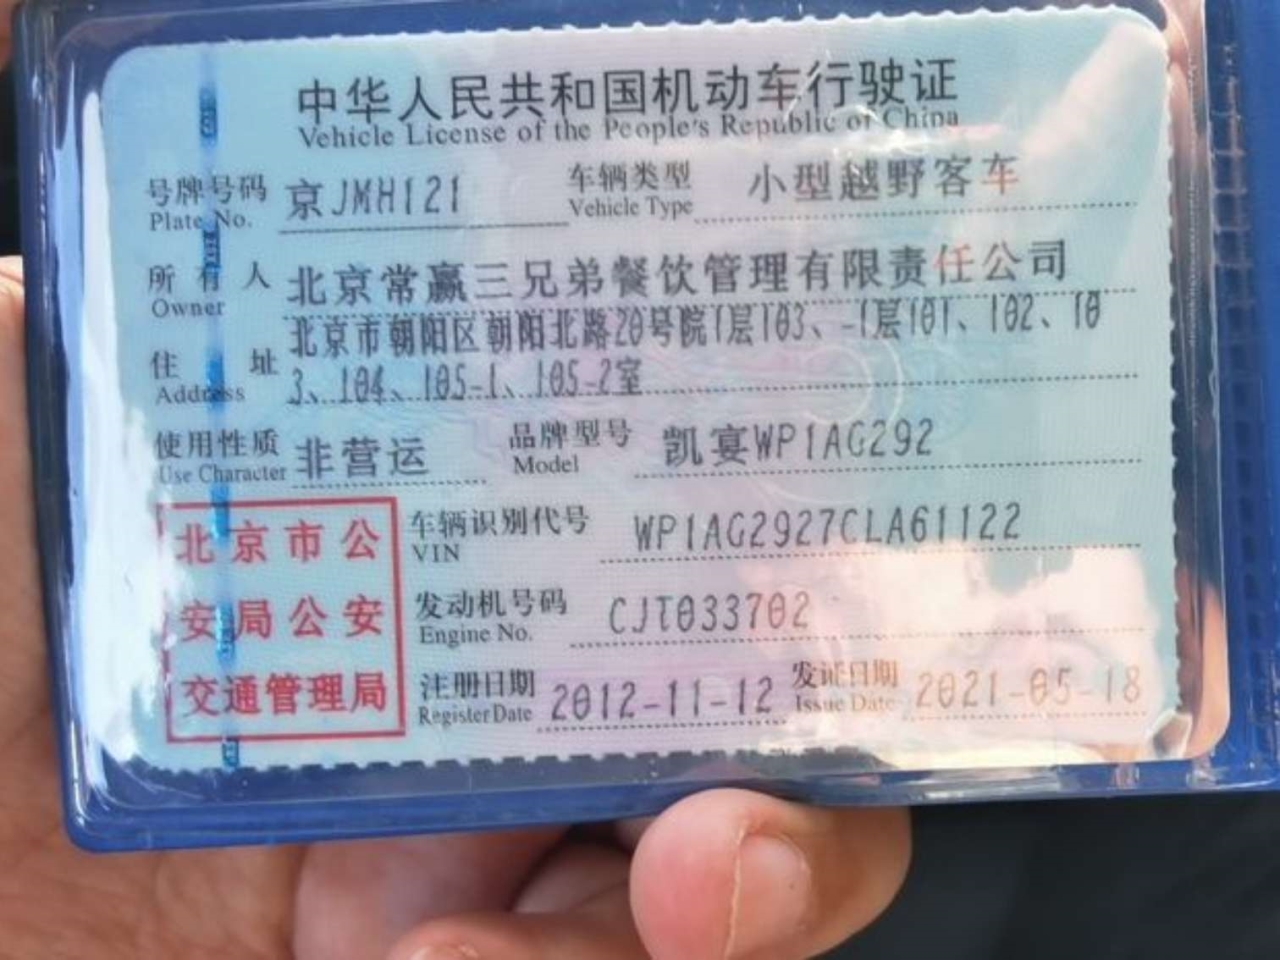 中华人民共和国机动车行驶证
Vehicle License of the People's Republic of China
号牌号码 京JMH121 车辆类型 小型越野客车
Plate No. Vehicle Type
所有人 北京常赢三兄弟餐饮管理有限责任公司
Owner
北京市朝阳区朝阳北路20号院1层103、-1层101、102、10
住址 3、104、105-1、105-2室
Address
使用性质 非营运 品牌型号 凯宴WP1AG292
Use Character Model
北京市公
安局公安
交通管理局
车辆识别代号 WP1AG2927CLA61122
VIN
发动机号码 CJT033702
Engine No.
注册日期 2012-11-12 发证日期 2021-05-18
Register Date Issue Date